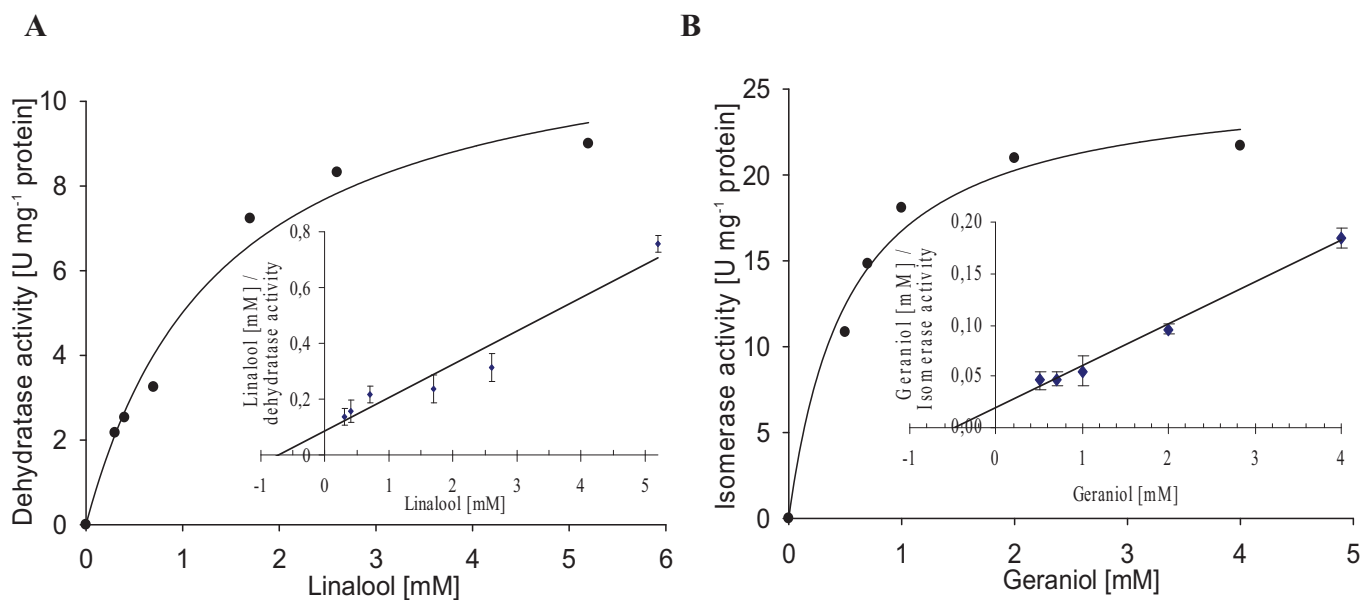 A
B
Dehydratase activity [U mg-1 protein]
10
8
6
4
2
0
0 1 2 3 4 5 6
Linalool [mM]
Linalool [mM] /
dehydratase activity
0,8
0,6
0,4
0,2
0
-1 0 1 2 3 4 5
Linalool [mM]
Isomerase activity [U mg-1 protein]
25
20
15
10
5
0
0 1 2 3 4 5
Geraniol [mM]
Geraniol [mM] /
Isomerase activity
0,20
0,15
0,10
0,05
0,00
-1 0 1 2 3 4
Geraniol [mM]